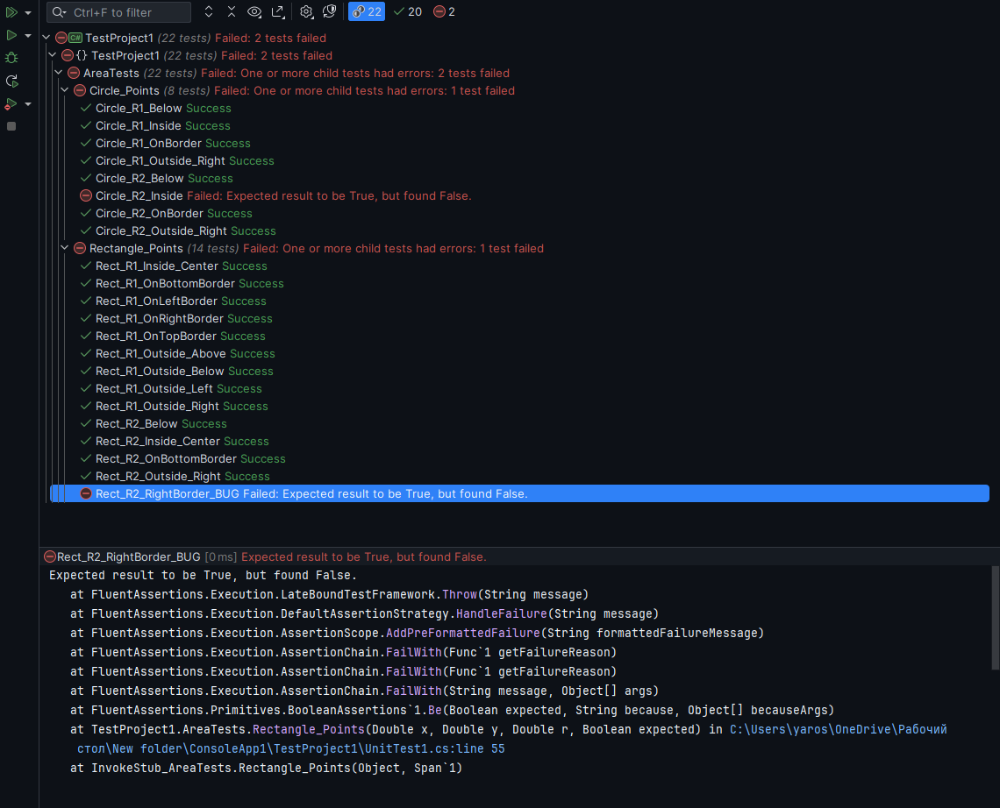 Ctrl+F to filter 22 20 2
C# TestProject1 (22 tests) Failed: 2 tests failed
{} TestProject1 (22 tests) Failed: 2 tests failed
AreaTests (22 tests) Failed: One or more child tests had errors: 2 tests failed
Circle_Points (8 tests) Failed: One or more child tests had errors: 1 test failed
Circle_R1_Below Success
Circle_R1_Inside Success
Circle_R1_OnBorder Success
Circle_R1_Outside_Right Success
Circle_R2_Below Success
Circle_R2_Inside Failed: Expected result to be True, but found False.
Circle_R2_OnBorder Success
Circle_R2_Outside_Right Success
Rectangle_Points (14 tests) Failed: One or more child tests had errors: 1 test failed
Rect_R1_Inside_Center Success
Rect_R1_OnBottomBorder Success
Rect_R1_OnLeftBorder Success
Rect_R1_OnRightBorder Success
Rect_R1_OnTopBorder Success
Rect_R1_Outside_Above Success
Rect_R1_Outside_Below Success
Rect_R1_Outside_Left Success
Rect_R1_Outside_Right Success
Rect_R2_Below Success
Rect_R2_Inside_Center Success
Rect_R2_OnBottomBorder Success
Rect_R2_Outside_Right Success
Rect_R2_RightBorder_BUG Failed: Expected result to be True, but found False.
Rect_R2_RightBorder_BUG [0 ms] Expected result to be True, but found False.
Expected result to be True, but found False.
at FluentAssertions.Execution.LateBoundTestFramework.Throw(String message)
at FluentAssertions.Execution.DefaultAssertionStrategy.HandleFailure(String message)
at FluentAssertions.Execution.AssertionScope.AddPreFormattedFailure(String formattedFailureMessage)
at FluentAssertions.Execution.AssertionChain.FailWith(Func`1 getFailureReason)
at FluentAssertions.Execution.AssertionChain.FailWith(Func`1 getFailureReason)
at FluentAssertions.Execution.AssertionChain.FailWith(String message, Object[] args)
at FluentAssertions.Primitives.BooleanAssertions`1.Be(Boolean expected, String because, Object[] becauseArgs)
at TestProject1.AreaTests.Rectangle_Points(Double x, Double y, Double r, Boolean expected) in C:\Users\yaros\OneDrive\Рабочий
стол\New folder\ConsoleApp1\TestProject1\UnitTest1.cs:line 55
at InvokeStub_AreaTests.Rectangle_Points(Object, Span`1)